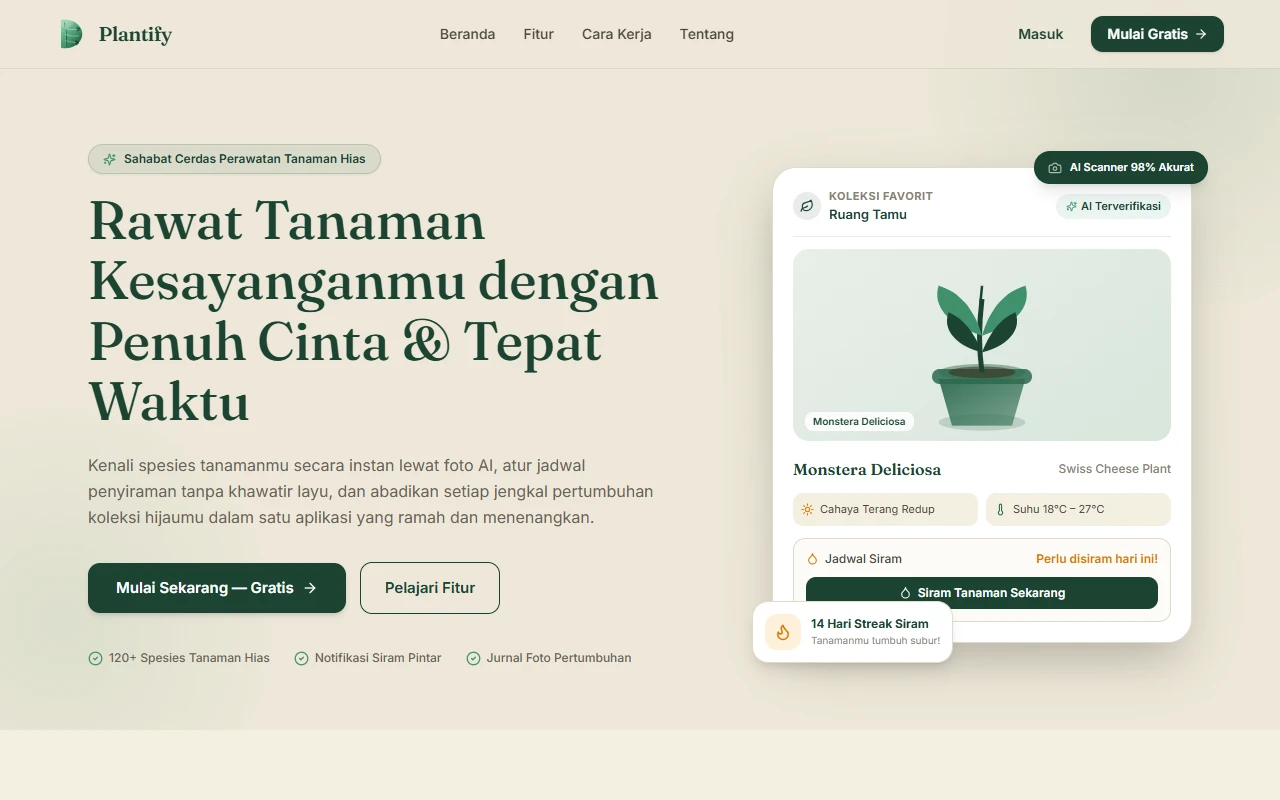 Plantify
Beranda
Fitur
Cara Kerja
Tentang
Masuk
Mulai Gratis
Sahabat Cerdas Perawatan Tanaman Hias
Rawat Tanaman
Kesayanganmu dengan
Penuh Cinta & Tepat
Waktu
Kenali spesies tanamanmu secara instan lewat foto AI, atur jadwal
penyiraman tanpa khawatir layu, dan abadikan setiap jengkal pertumbuhan
koleksi hijaumu dalam satu aplikasi yang ramah dan menenangkan.
Mulai Sekarang — Gratis
Pelajari Fitur
120+ Spesies Tanaman Hias
Notifikasi Siram Pintar
Jurnal Foto Pertumbuhan
AI Scanner 98% Akurat
KOLEKSI FAVORIT
Ruang Tamu
AI Terverifikasi
Monstera Deliciosa
Monstera Deliciosa
Swiss Cheese Plant
Cahaya Terang Redup
Suhu 18°C – 27°C
Jadwal Siram
Perlu disiram hari ini!
Siram Tanaman Sekarang
14 Hari Streak Siram
Tanamanmu tumbuh subur!